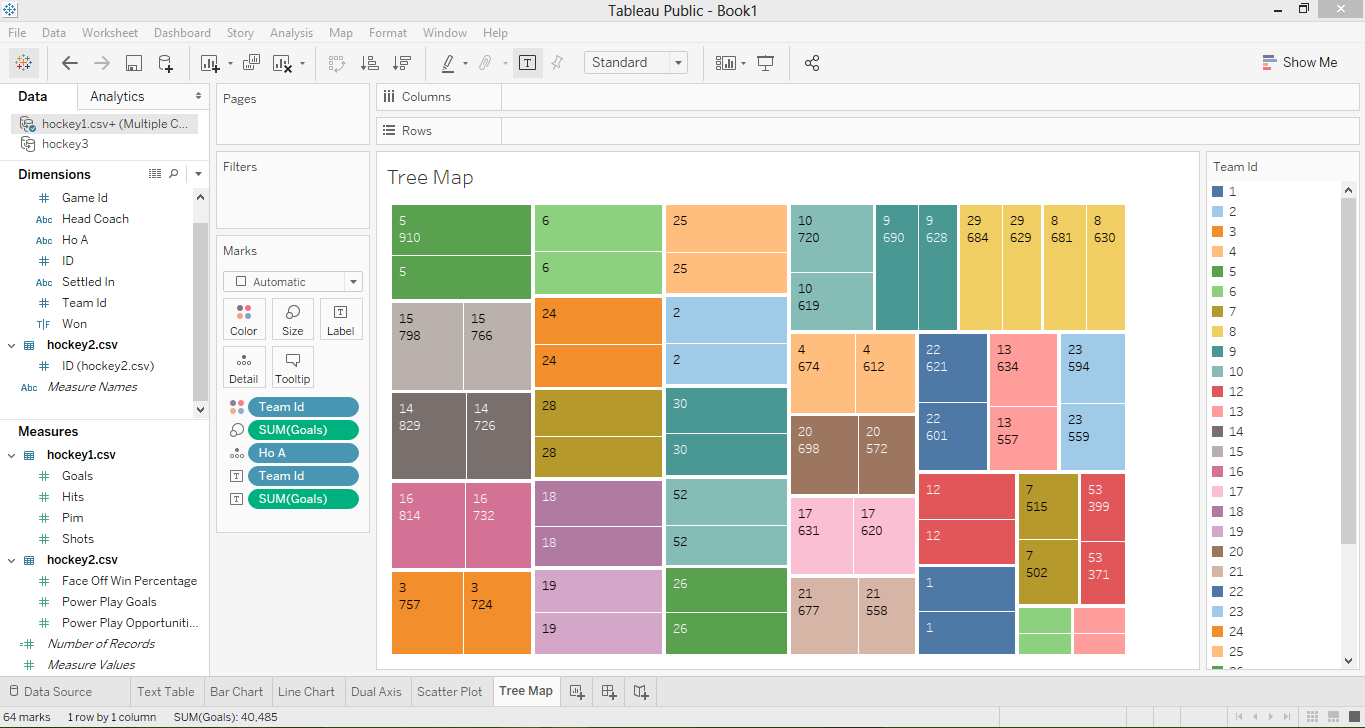 Tableau Public - Book1
File Data Worksheet Dashboard Story Analysis Map Format Window Help
Standard
Show Me
Data Analytics
hockey1.csv+ (Multiple C...
hockey3
Dimensions
Game Id
Abc Head Coach
Abc Ho A
ID
Abc Settled In
Team Id
T|F Won
hockey2.csv
ID (hockey2.csv)
Abc Measure Names
Measures
hockey1.csv
Goals
Hits
Pim
Shots
hockey2.csv
Face Off Win Percentage
Power Play Goals
Power Play Opportuniti...
Number of Records
Measure Values
Pages
Filters
Marks
Automatic
Color Size Label
Detail Tooltip
Team Id
SUM(Goals)
Ho A
Team Id
SUM(Goals)
Columns
Rows
Tree Map
5
910
5
15
798
15
766
14
829
14
726
16
814
16
732
3
757
3
724
6
6
24
24
28
28
18
18
19
19
25
25
2
2
30
30
52
52
26
26
10
720
10
619
9
690
9
628
29
684
29
629
8
681
8
630
4
674
4
612
20
698
20
572
17
631
17
620
21
677
21
558
22
621
22
601
13
634
13
557
23
594
23
559
12
12
1
1
7
515
7
502
53
399
53
371
Team Id
1
2
3
4
5
6
7
8
9
10
12
13
14
15
16
17
18
19
20
21
22
23
24
25
Data Source Text Table Bar Chart Line Chart Dual Axis Scatter Plot Tree Map
64 marks 1 row by 1 column SUM(Goals): 40,485